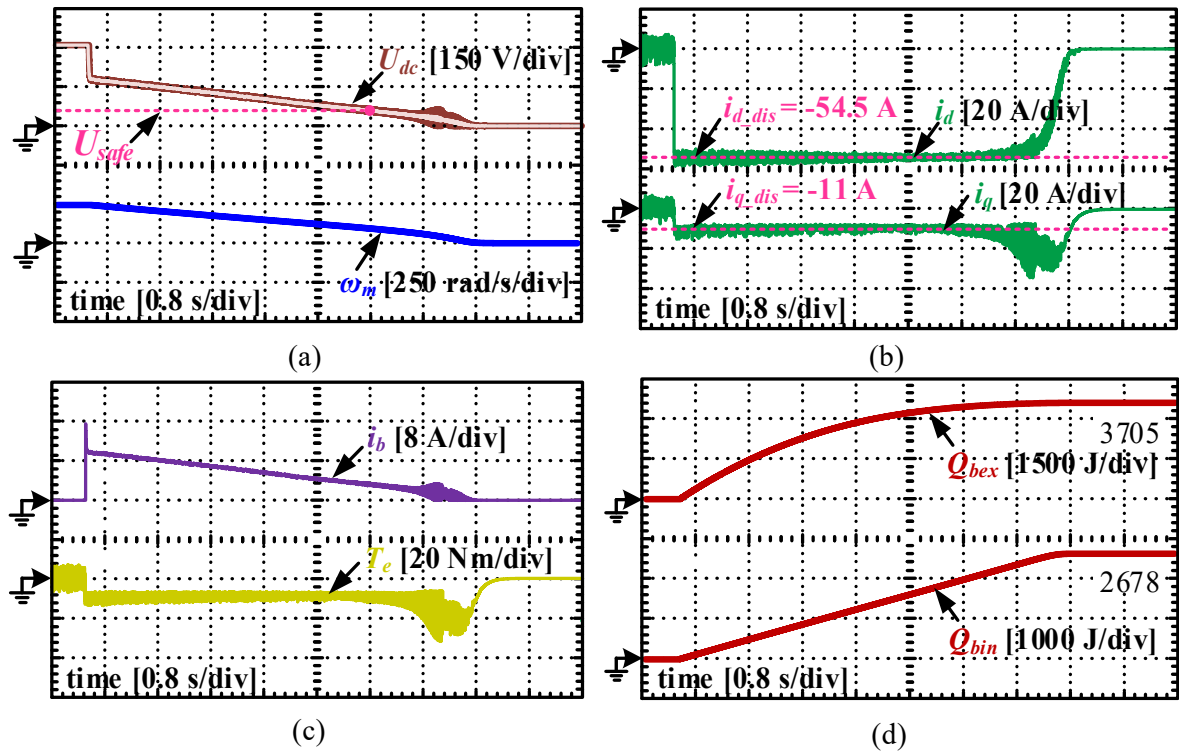 U_dc [150 V/div]
U_safe
ω_m [250 rad/s/div]
time [0.8 s/div]
(a)
i_d_dis = -54.5 A
i_d [20 A/div]
i_q_dis = -11 A
i_q [20 A/div]
time [0.8 s/div]
(b)
i_b [8 A/div]
T_e [20 Nm/div]
time [0.8 s/div]
(c)
3705
Q_bex [1500 J/div]
2678
Q_bin [1000 J/div]
time [0.8 s/div]
(d)